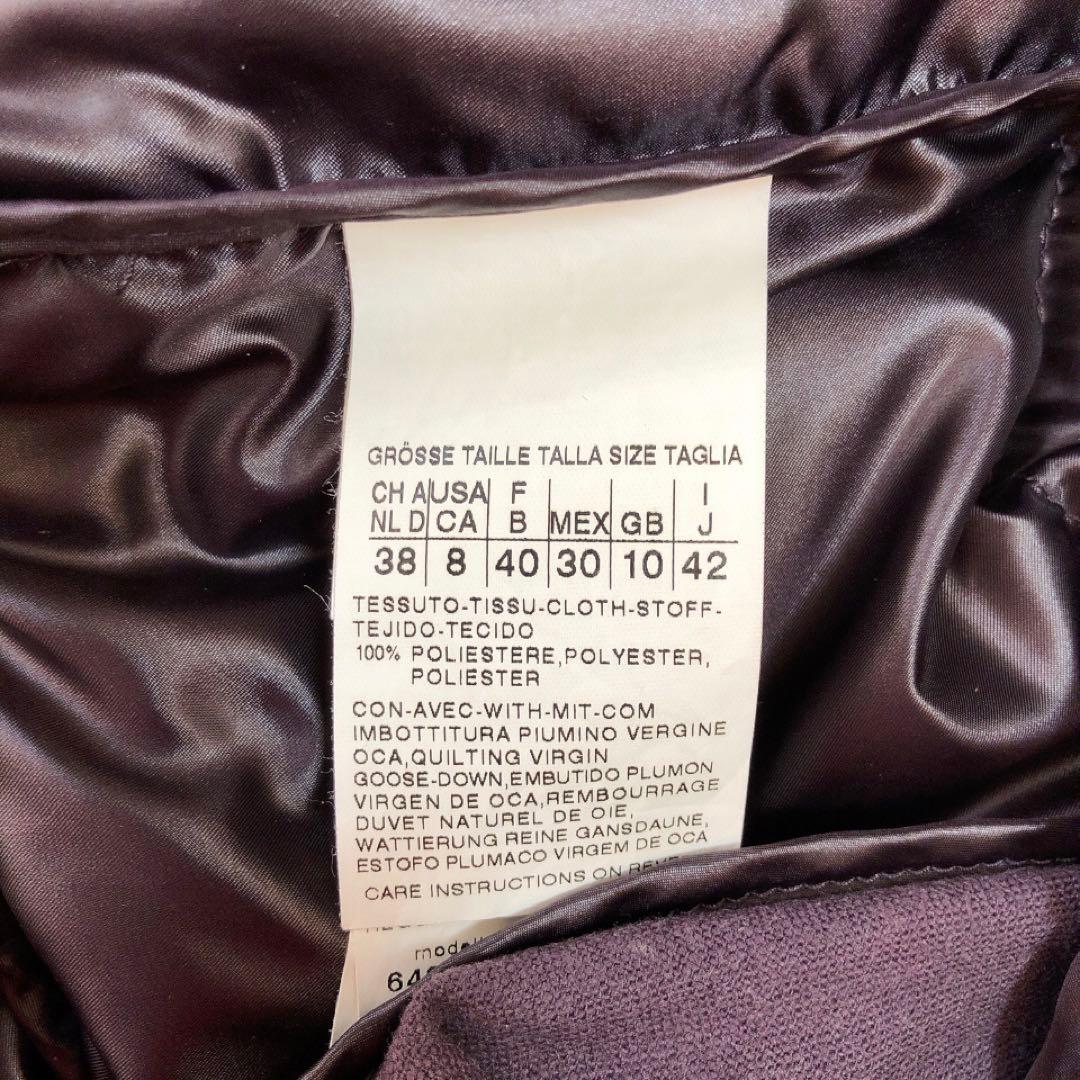 GRÖSSE TAILLE TALLA SIZE TAGLIA
CH A USA F I
NL D CA B MEX GB J
38 8 40 30 10 42
TESSUTO-TISSU-CLOTH-STOFF-
TEJIDO-TECIDO
100% POLIESTERE,POLYESTER,
POLIESTER
CON-AVEC-WITH-MIT-COM
IMBOTTITURA PIUMINO VERGINE
OCA,QUILTING VIRGIN
GOOSE-DOWN,EMBUTIDO PLUMON
VIRGEN DE OCA,REMBOURRAGE
DUVET NATUREL DE OIE,
WATTIERUNG REINE GANSDAUNE,
ESTOFO PLUMACO VIRGEM DE OCA
CARE INSTRUCTIONS ON